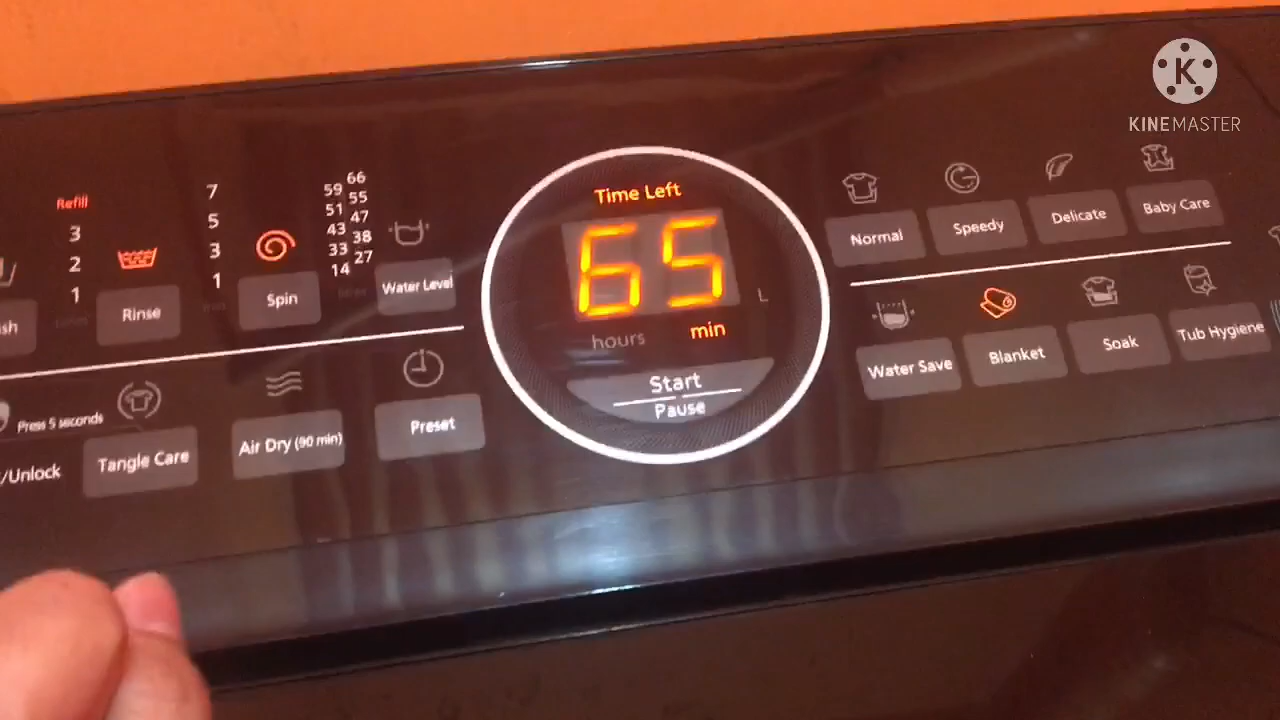 KINEMASTER
Refill
3
2
1
Rinse
7
5
3
1
Spin
66
59
55
51
47
43
38
33
27
14
Water Level
Time Left
65
hours min
L
Start
Pause
Normal
Speedy
Delicate
Baby Care
Water Save
Blanket
Soak
Tub Hygiene
Press 5 seconds
/Unlock
Tangle Care
Air Dry (90 min)
Preset